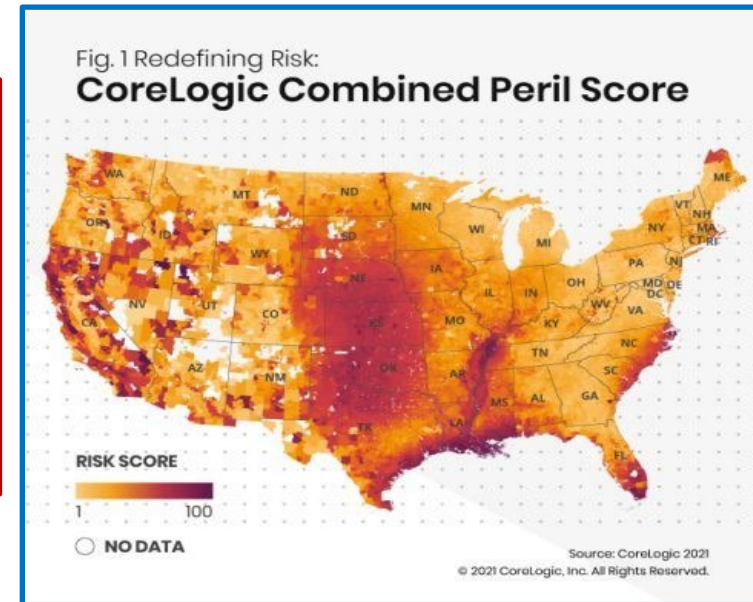 Fig. 1 Redefining Risk:
CoreLogic Combined Peril Score
WA
MT
ND
MN
ME
OR
ID
SD
WI
MI
VT
NH
NY
MA
CT RI
WY
IA
PA
NJ
NE
IL
IN
OH
MD DE
DC
NV
UT
CO
KS
MO
WV
VA
KY
CA
NC
TN
AZ
NM
OK
AR
SC
MS
AL
GA
TX
LA
FL
RISK SCORE
1 100
NO DATA
Source: CoreLogic 2021
© 2021 CoreLogic, Inc. All Rights Reserved.